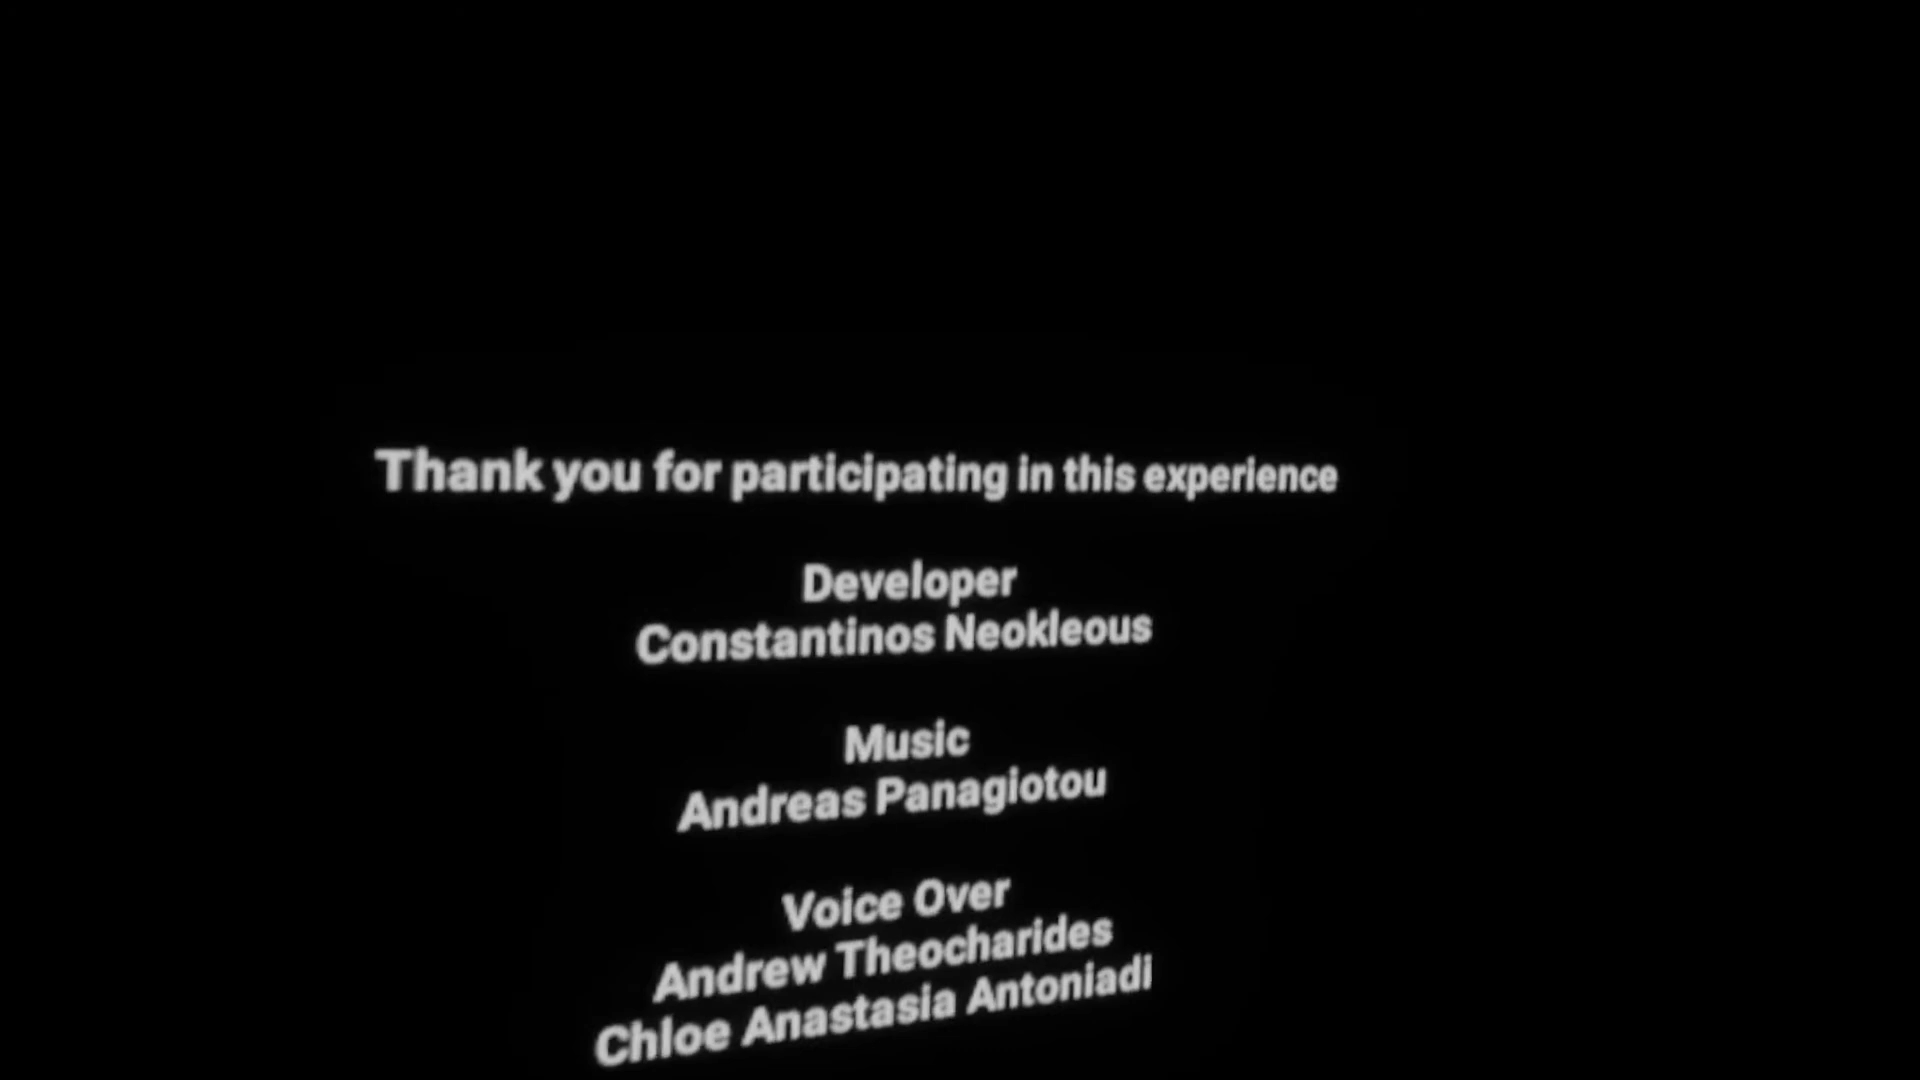 Thank you for participating in this experience
Developer
Constantinos Neokleous
Music
Andreas Panagiotou
Voice Over
Andrew Theocharides
Chloe Anastasia Antoniadi